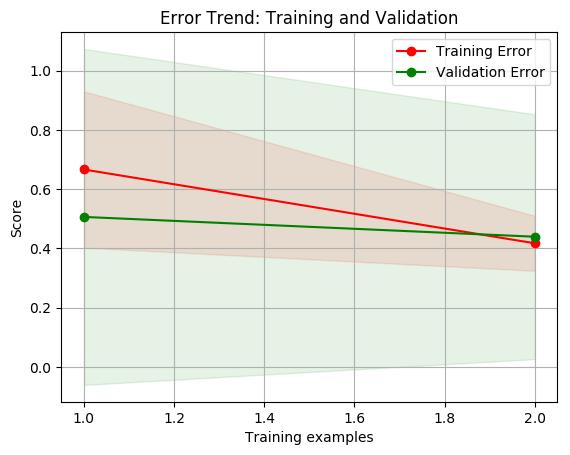 Error Trend: Training and Validation
Training Error
Validation Error
1.0
0.8
0.6
0.4
0.2
0.0
Score
1.0 1.2 1.4 1.6 1.8 2.0
Training examples